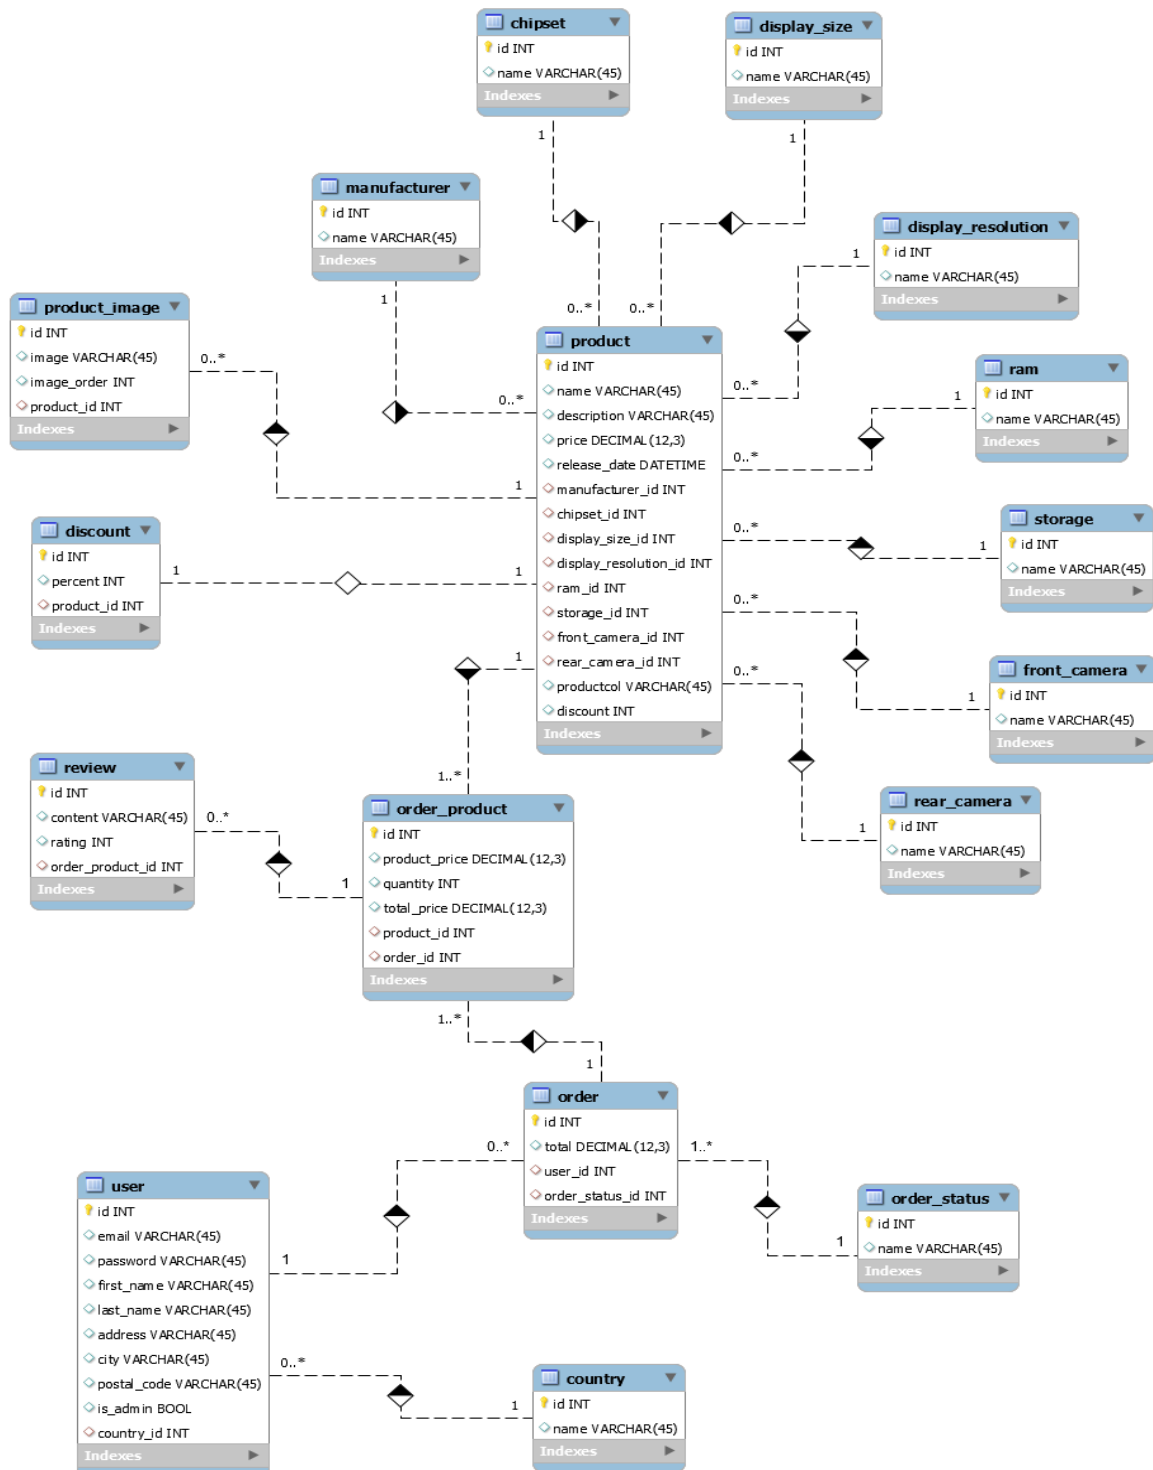 chipset
id INT
name VARCHAR(45)
Indexes
1
0..*
display_size
id INT
name VARCHAR(45)
Indexes
1
0..*
manufacturer
id INT
name VARCHAR(45)
Indexes
1
0..*
display_resolution
id INT
name VARCHAR(45)
Indexes
1
0..*
product_image
id INT
image VARCHAR(45)
image_order INT
product_id INT
Indexes
0..*
1
product
id INT
name VARCHAR(45)
description VARCHAR(45)
price DECIMAL(12,3)
release_date DATETIME
manufacturer_id INT
chipset_id INT
display_size_id INT
display_resolution_id INT
ram_id INT
storage_id INT
front_camera_id INT
rear_camera_id INT
productcol VARCHAR(45)
discount INT
Indexes
ram
id INT
name VARCHAR(45)
Indexes
1
0..*
discount
id INT
percent INT
product_id INT
Indexes
1
1
storage
id INT
name VARCHAR(45)
Indexes
1
0..*
front_camera
id INT
name VARCHAR(45)
Indexes
1
0..*
rear_camera
id INT
name VARCHAR(45)
Indexes
1
0..*
review
id INT
content VARCHAR(45)
rating INT
order_product_id INT
Indexes
0..*
1
order_product
id INT
product_price DECIMAL(12,3)
quantity INT
total_price DECIMAL(12,3)
product_id INT
order_id INT
Indexes
1
1..*
1..*
1
order
id INT
total DECIMAL(12,3)
user_id INT
order_status_id INT
Indexes
0..*
1..*
user
id INT
email VARCHAR(45)
password VARCHAR(45)
first_name VARCHAR(45)
last_name VARCHAR(45)
address VARCHAR(45)
city VARCHAR(45)
postal_code VARCHAR(45)
is_admin BOOL
country_id INT
Indexes
1
0..*
order_status
id INT
name VARCHAR(45)
Indexes
1
country
id INT
name VARCHAR(45)
Indexes
1